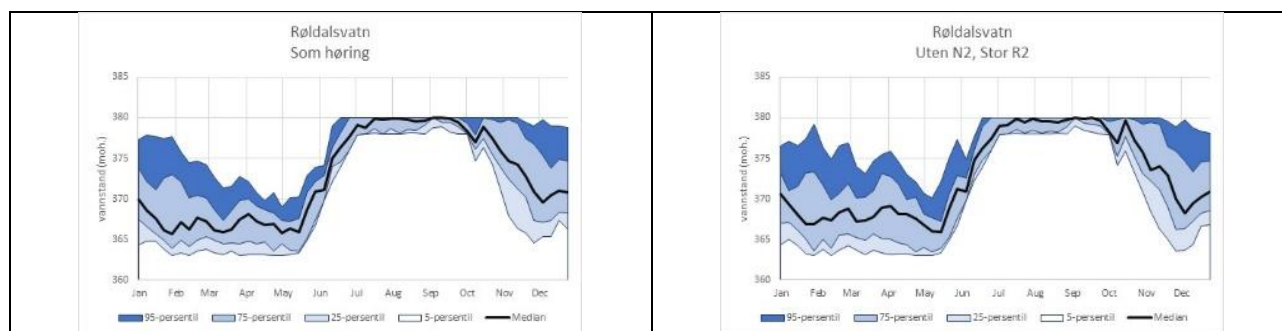 Røldalsvatn
Som høring
vannstand (moh.)
385
380
375
370
365
360
Jan Feb Mar Apr May Jun Jul Aug Sep Oct Nov Dec
95-persentil 75-persentil 25-persentil 5-persentil Median
Røldalsvatn
Uten N2, Stor R2
vannstand (moh.)
385
380
375
370
365
360
Jan Feb Mar Apr May Jun Jul Aug Sep Oct Nov Dec
95-persentil 75-persentil 25-persentil 5-persentil Median